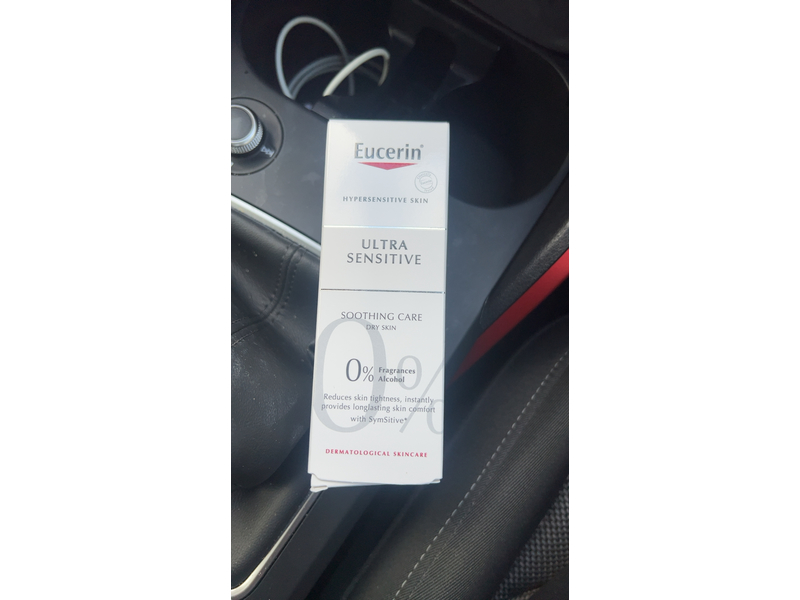 Eucerin®
HYPERSENSITIVE SKIN
ULTRA
SENSITIVE
SOOTHING CARE
DRY SKIN
0%
0% Fragrances
Alcohol
Reduces skin tightness, instantly
provides longlasting skin comfort
with SymSitive*
DERMATOLOGICAL SKINCARE